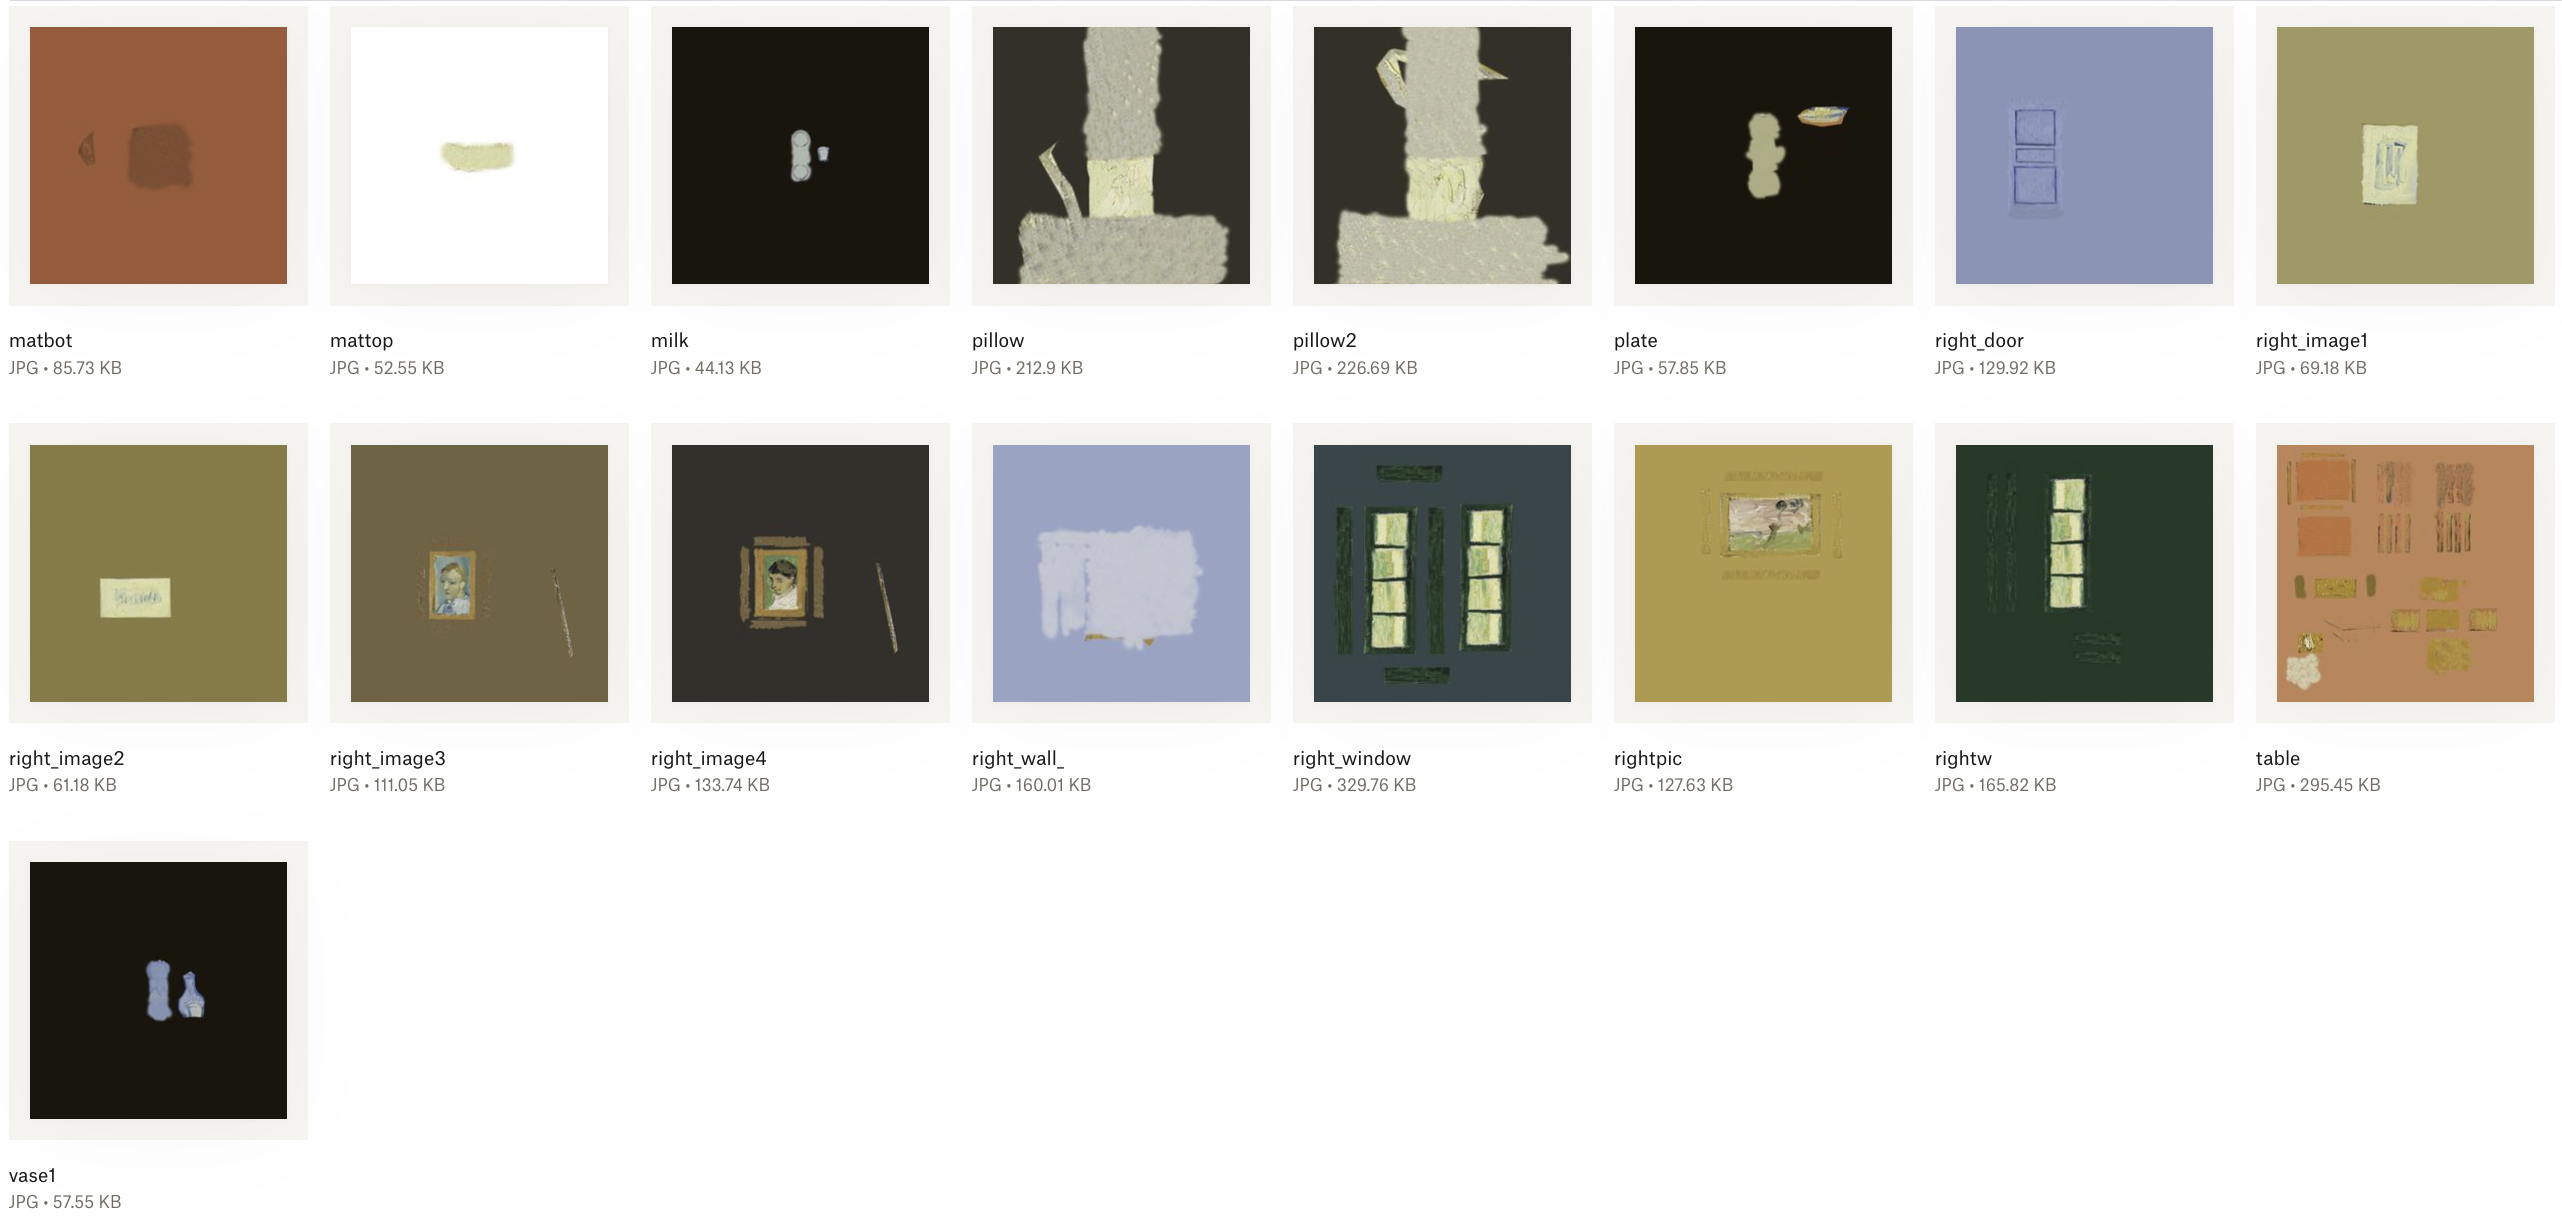 matbot
JPG • 85.73 KB
mattop
JPG • 52.55 KB
milk
JPG • 44.13 KB
pillow
JPG • 212.9 KB
pillow2
JPG • 226.69 KB
plate
JPG • 57.85 KB
right_door
JPG • 129.92 KB
right_image1
JPG • 69.18 KB
right_image2
JPG • 61.18 KB
right_image3
JPG • 111.05 KB
right_image4
JPG • 133.74 KB
right_wall_
JPG • 160.01 KB
right_window
JPG • 329.76 KB
rightpic
JPG • 127.63 KB
rightw
JPG • 165.82 KB
table
JPG • 295.45 KB
vase1
JPG • 57.55 KB